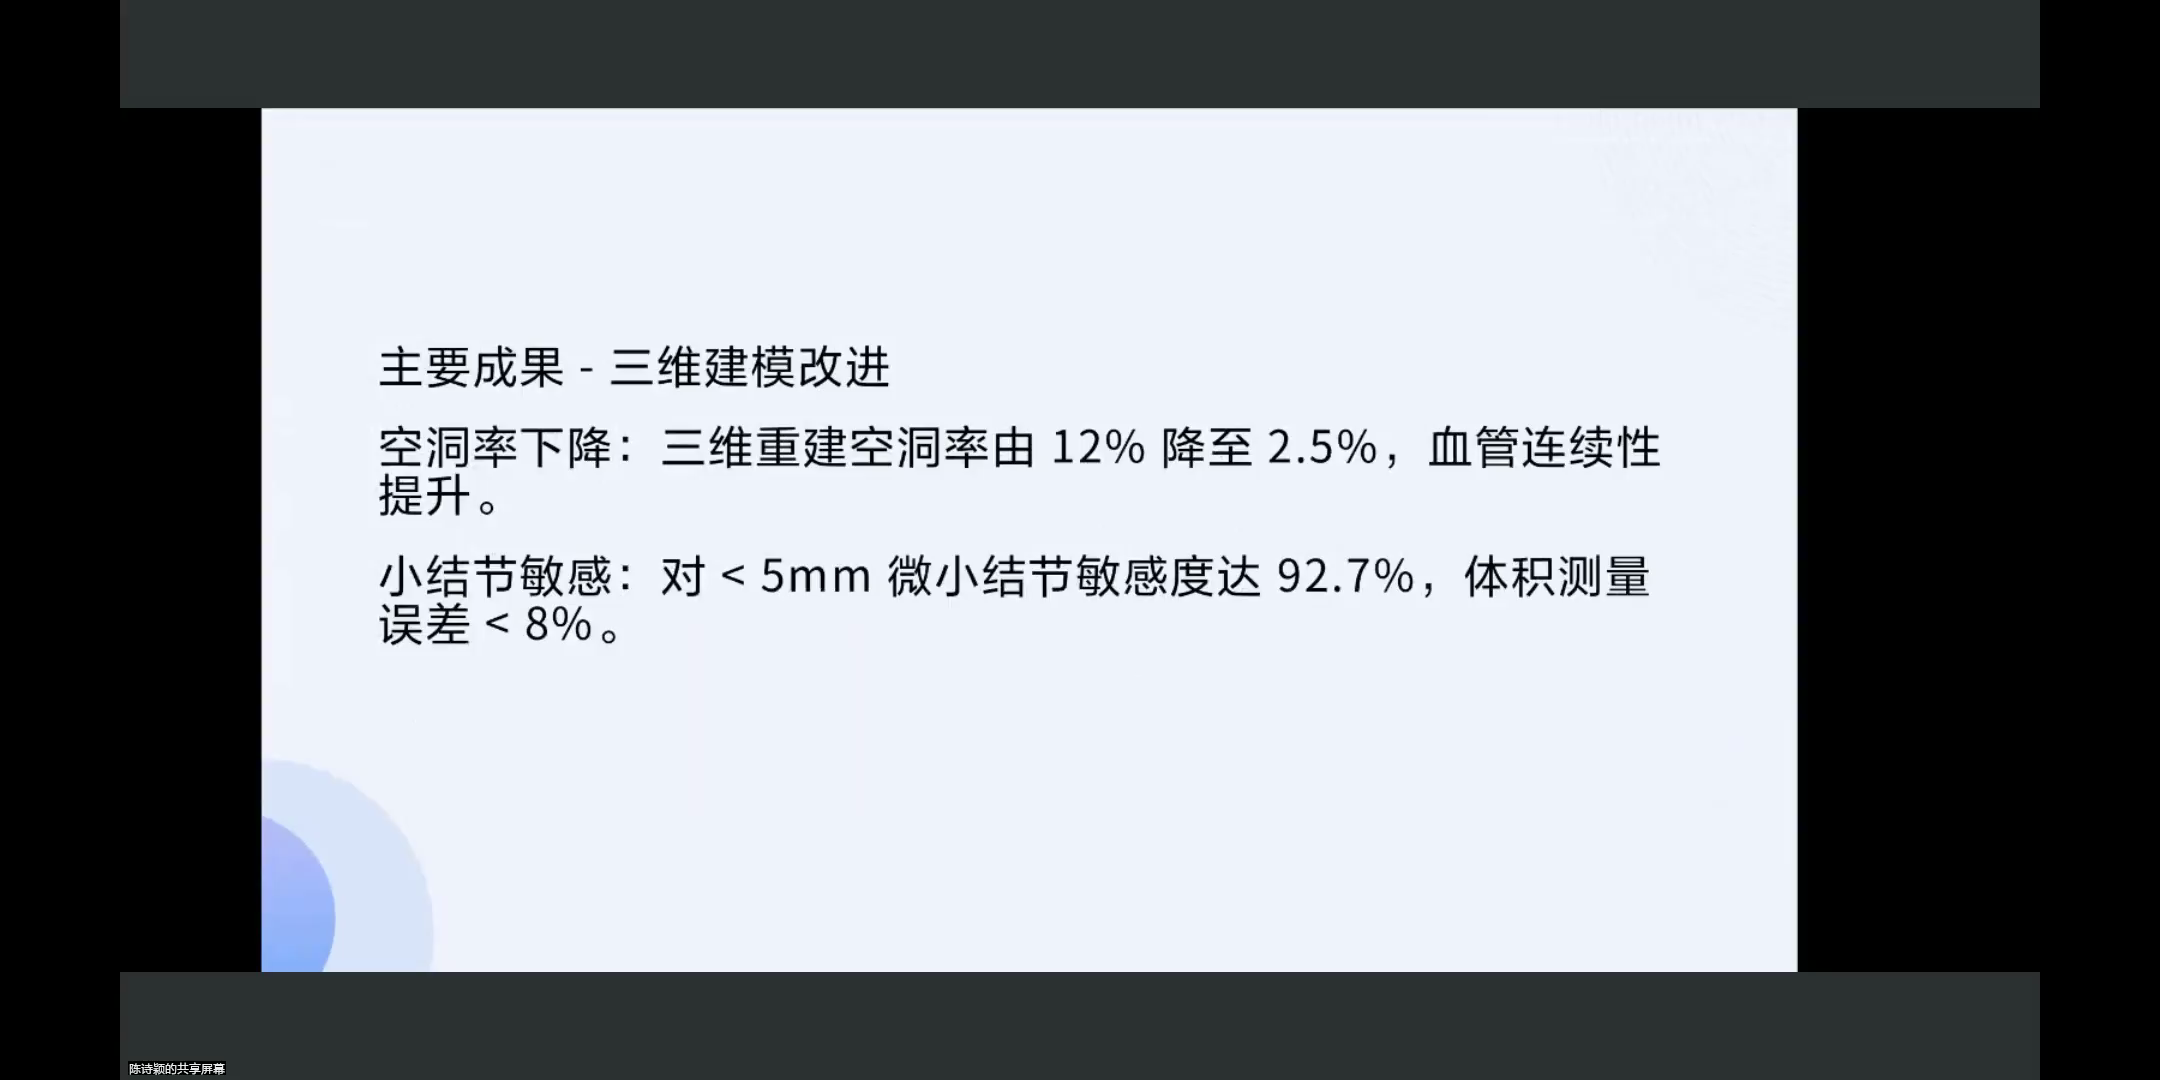 主要成果 - 三维建模改进
空洞率下降：三维重建空洞率由 12% 降至 2.5%，血管连续性
提升。
小结节敏感：对 < 5mm 微小结节敏感度达 92.7%，体积测量
误差 < 8%。
陈诗颖的共享屏幕